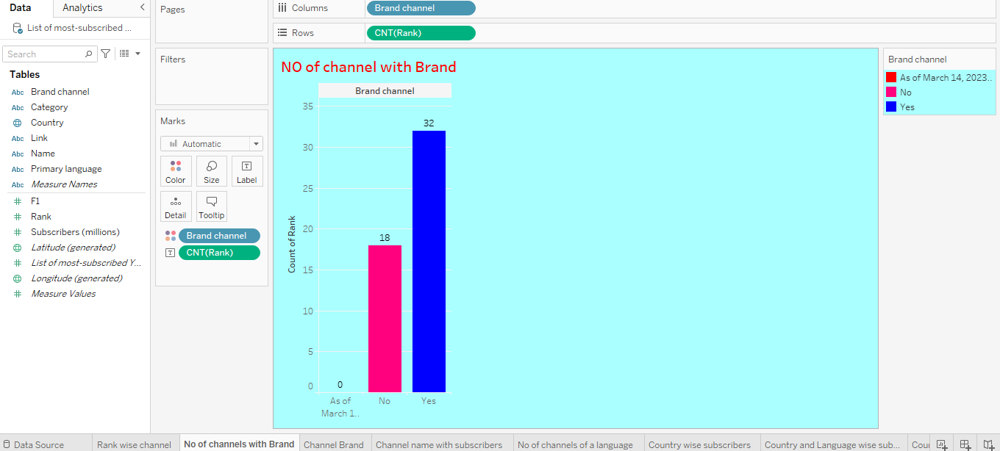 Data
Analytics
List of most-subscribed ...
Search
Tables
Abc Brand channel
Abc Category
Country
Abc Link
Abc Name
Abc Primary language
Abc Measure Names
F1
Rank
Subscribers (millions)
Latitude (generated)
List of most-subscribed Y...
Longitude (generated)
Measure Values
Pages
Filters
Marks
Automatic
Color
Size
T
Label
Detail
Tooltip
Brand channel
T CNT(Rank)
Columns
Brand channel
Rows
CNT(Rank)
NO of channel with Brand
Brand channel
Count of Rank
35
30
25
20
15
10
5
0
0
18
32
As of
March 1..
No
Yes
Brand channel
As of March 14, 2023..
No
Yes
Data Source
Rank wise channel
No of channels with Brand
Channel Brand
Channel name with subscribers
No of channels of a language
Country wise subscribers
Country and Language wise sub...
Cou